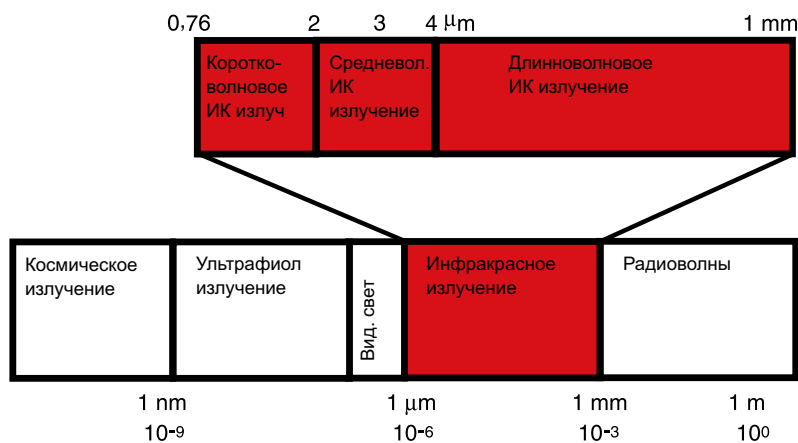 0,76 2 3 4 μm 1 mm
Коротко-
волновое
ИК излуч
Средневол.
ИК
излучение
Длинноволновое
ИК излучение
Космическое
излучение
Ультрафиол
излучение
Вид. свет
Инфракрасное
излучение
Радиоволны
1 nm 1 μm 1 mm 1 m
10-9 10-6 10-3 100